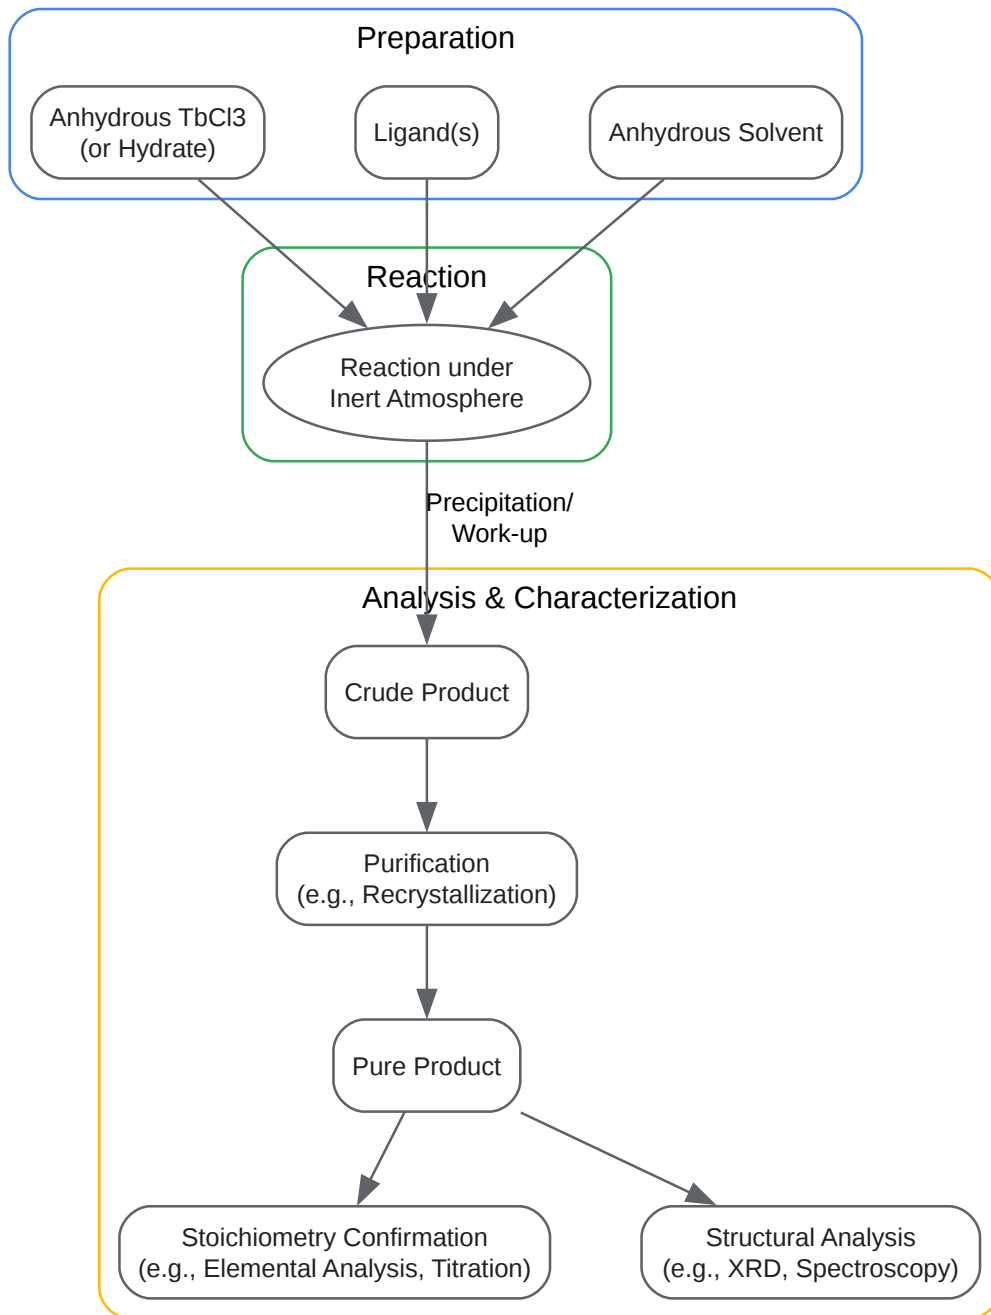 Preparation
Anhydrous TbCl3
(or Hydrate)
Ligand(s)
Anhydrous Solvent
Reaction
Reaction under
Inert Atmosphere
Precipitation/
Work-up
Analysis & Characterization
Crude Product
Purification
(e.g., Recrystallization)
Pure Product
Stoichiometry Confirmation
(e.g., Elemental Analysis, Titration)
Structural Analysis
(e.g., XRD, Spectroscopy)